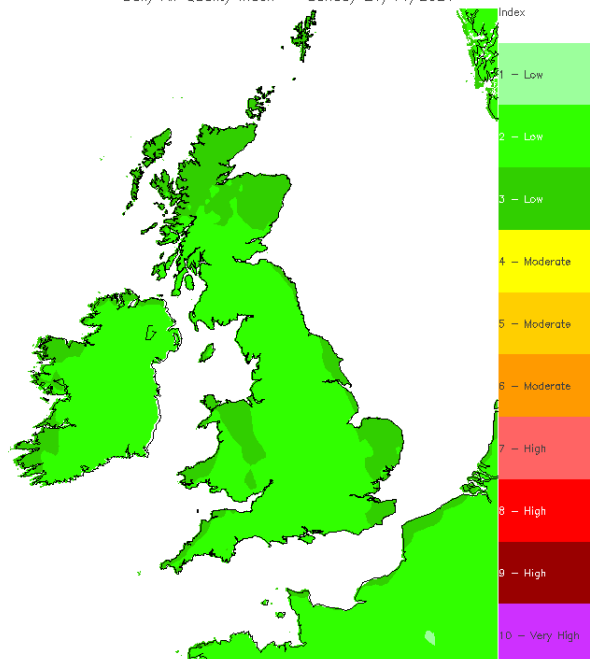 Index
1 - Low
2 - Low
3 - Low
4 - Moderate
5 - Moderate
6 - Moderate
7 - High
8 - High
9 - High
10 - Very High